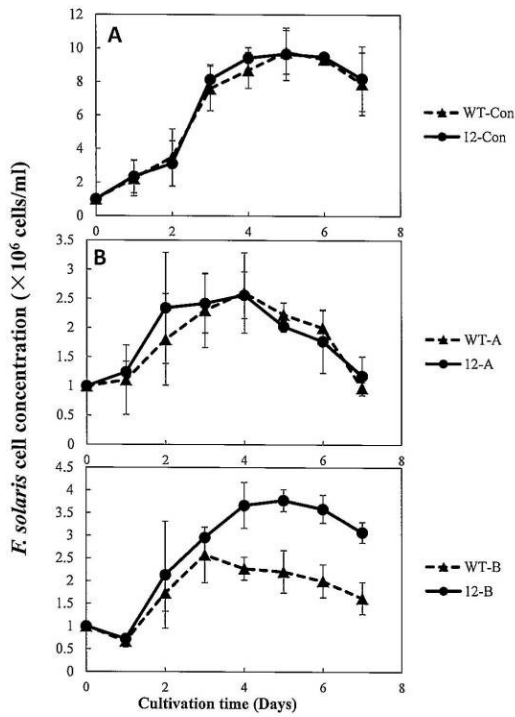 F. solaris cell concentration (×10⁶ cells/ml)
A
12
10
8
6
4
2
0
0 2 4 6 8
WT-Con
12-Con
B
3.5
3
2.5
2
1.5
1
0.5
0
0 2 4 6 8
WT-A
12-A
4.5
4
3.5
3
2.5
2
1.5
1
0.5
0
0 2 4 6 8
WT-B
12-B
Cultivation time (Days)